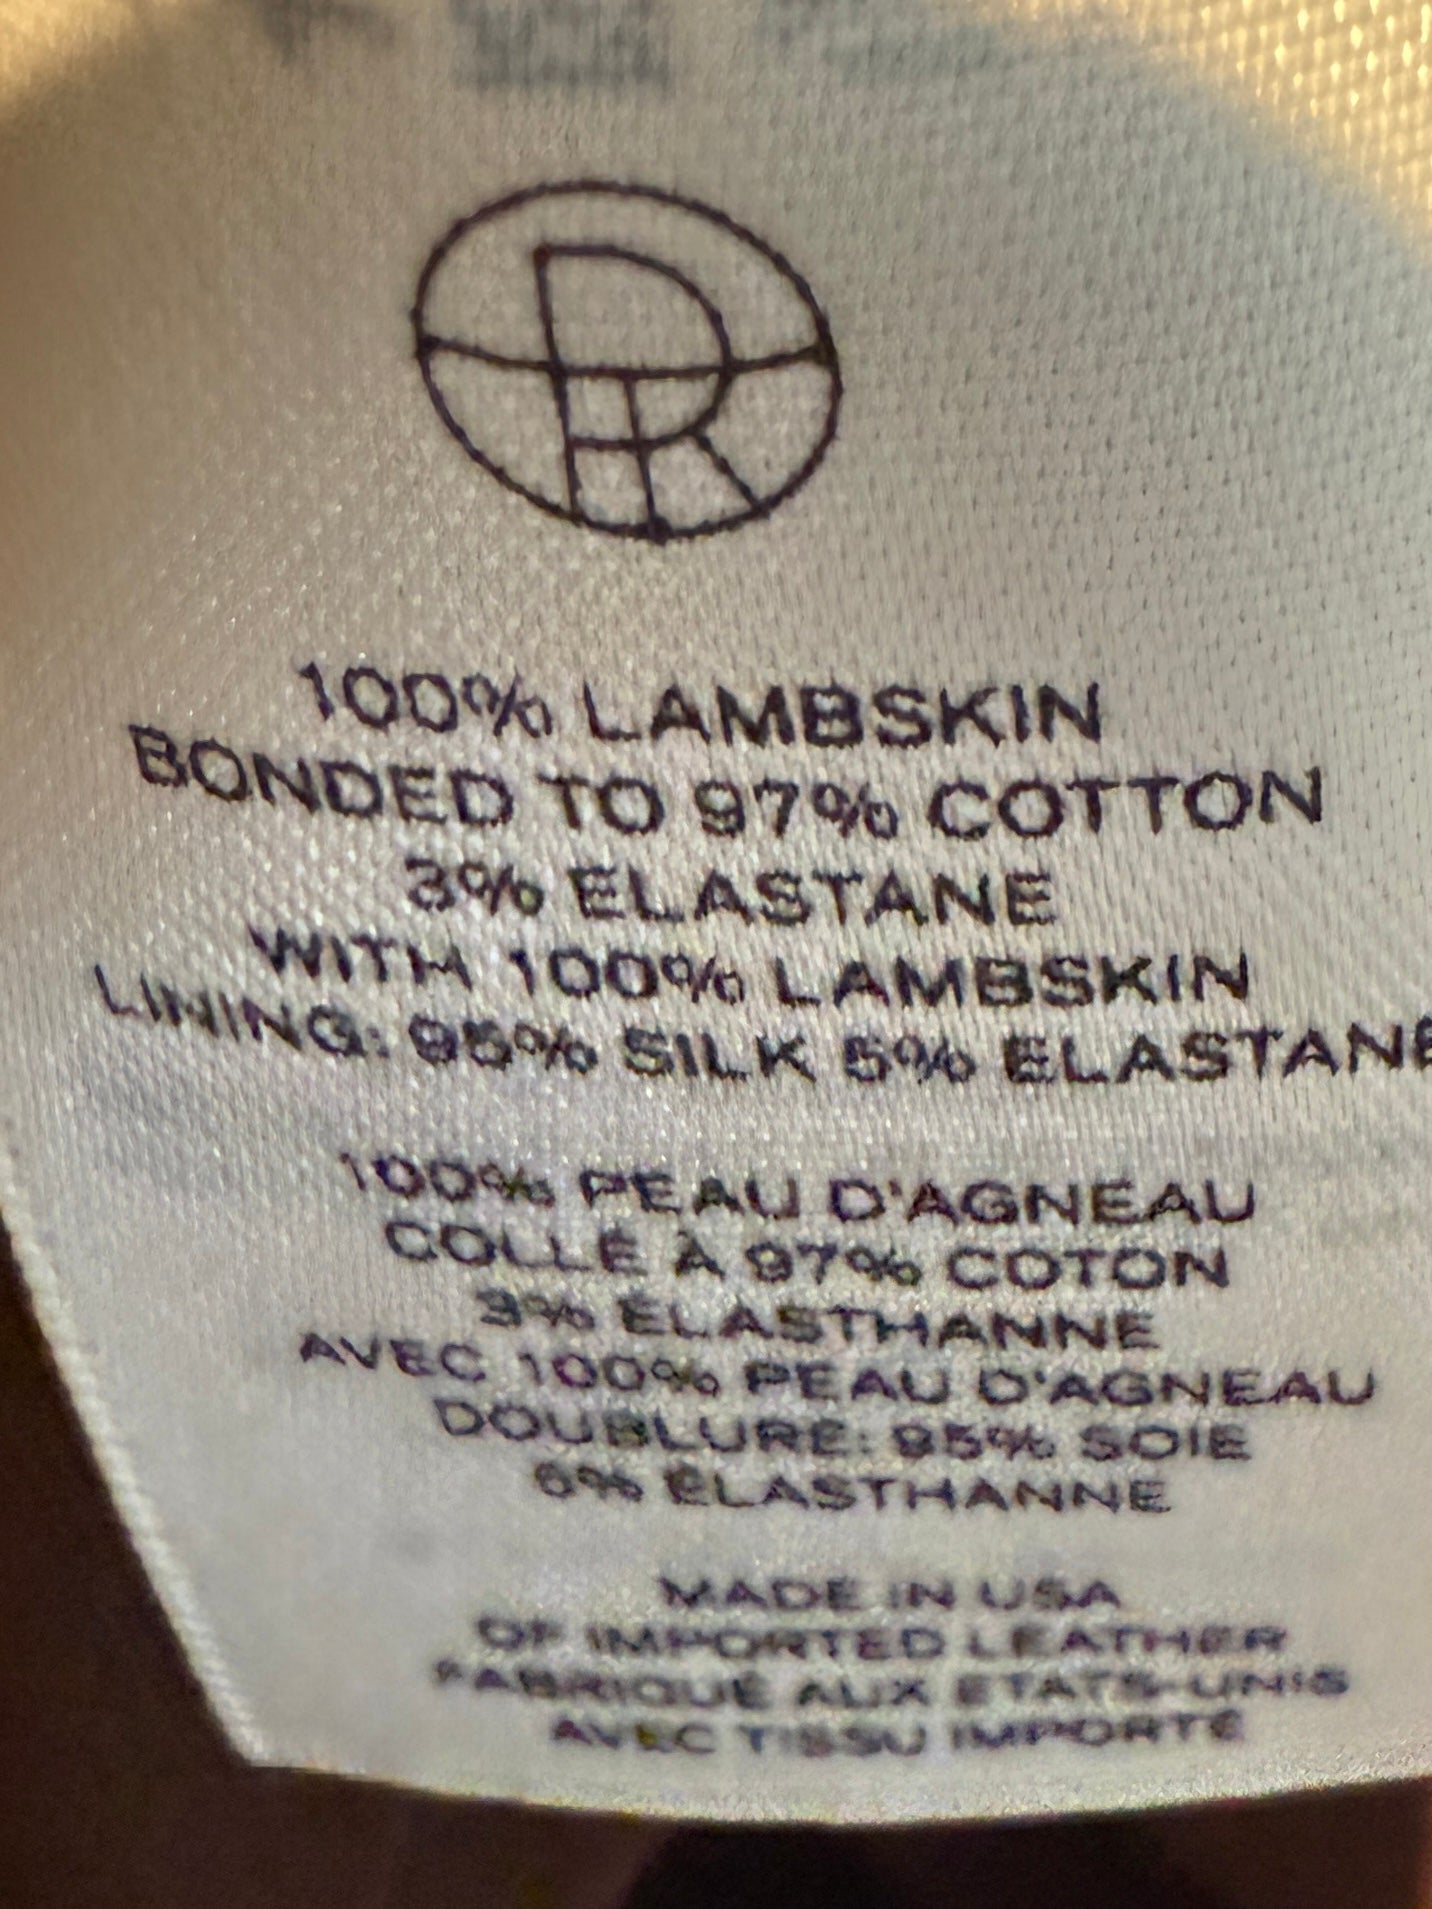 100% LAMBSKIN
BONDED TO 97% COTTON
3% ELASTANE
WITH 100% LAMBSKIN
LINING: 95% SILK 5% ELASTANE
100% PEAU D'AGNEAU
COLLÉ À 97% COTON
3% ÉLASTHANNE
AVEC 100% PEAU D'AGNEAU
DOUBLURE: 95% SOIE
5% ÉLASTHANNE
MADE IN USA
OF IMPORTED LEATHER
FABRIQUÉ AUX ETATS-UNIS
AVEC TISSU IMPORTÉ